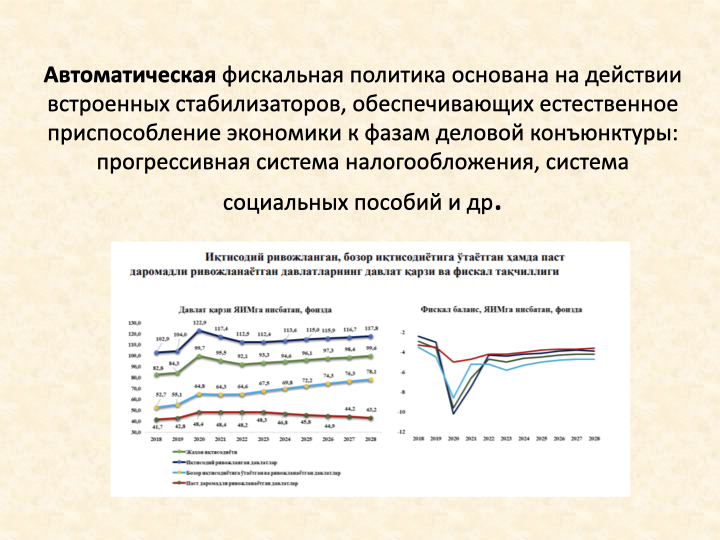 Автоматическая фискальная политика основана на действии
встроенных стабилизаторов, обеспечивающих естественное
приспособление экономики к фазам деловой конъюнктуры:
прогрессивная система налогообложения, система
социальных пособий и др.
Иқтисодий ривожланган, бозор иқтисодиётига ўтаётган ҳамда паст
даромадли ривожланаётган давлатларнинг давлат қарзи ва фискал тақчиллиги
Давлат қарзи ЯИМга нисбатан, фоизда
130,0
120,0
110,0
100,0
90,0
80,0
70,0
60,0
50,0
40,0
30,0
102,9 104,0 122,9 117,4 112,5 112,4 113,6 115,0 115,9 116,7 117,8
82,8 84,3 99,7 95,5 92,1 93,3 94,6 96,1 97,3 98,4 99,6
52,7 55,1 64,8 64,3 64,6 67,5 69,8 72,2 74,3 76,3 78,1
41,7 42,8 48,4 48,4 48,2 48,3 46,8 45,8 44,9 44,2 43,2
2018 2019 2020 2021 2022 2023 2024 2025 2026 2027 2028
Жаҳон иқтисодиёти
Иқтисодий ривожланган давлатлар
Бозор иқтисодиётига ўтаётган ва ривожланаётган давлатлар
Паст даромадли ривожланаётган давлатлар
Фискал баланс, ЯИМга нисбатан, фоизда
-2
-4
-6
-8
-10
-12
2018 2019 2020 2021 2022 2023 2024 2025 2026 2027 2028